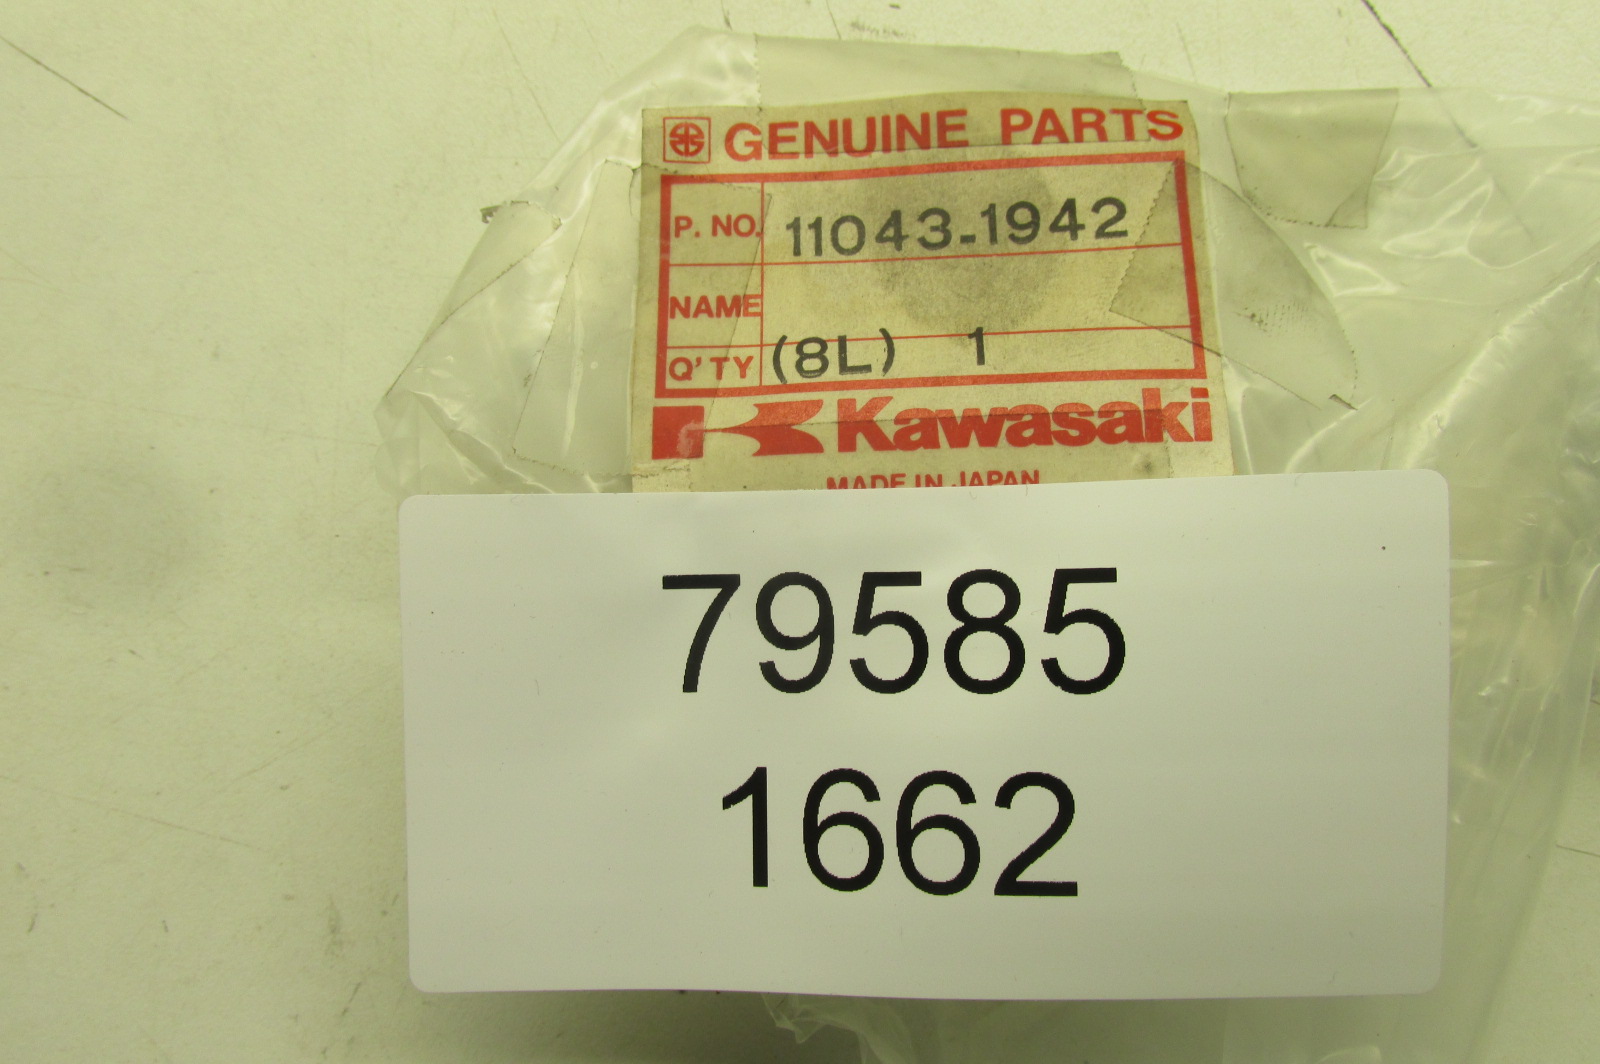 GENUINE PARTS
P. NO. 11043-1942
NAME
Q'TY (8L) 1
Kawasaki
MADE IN JAPAN
79585
1662